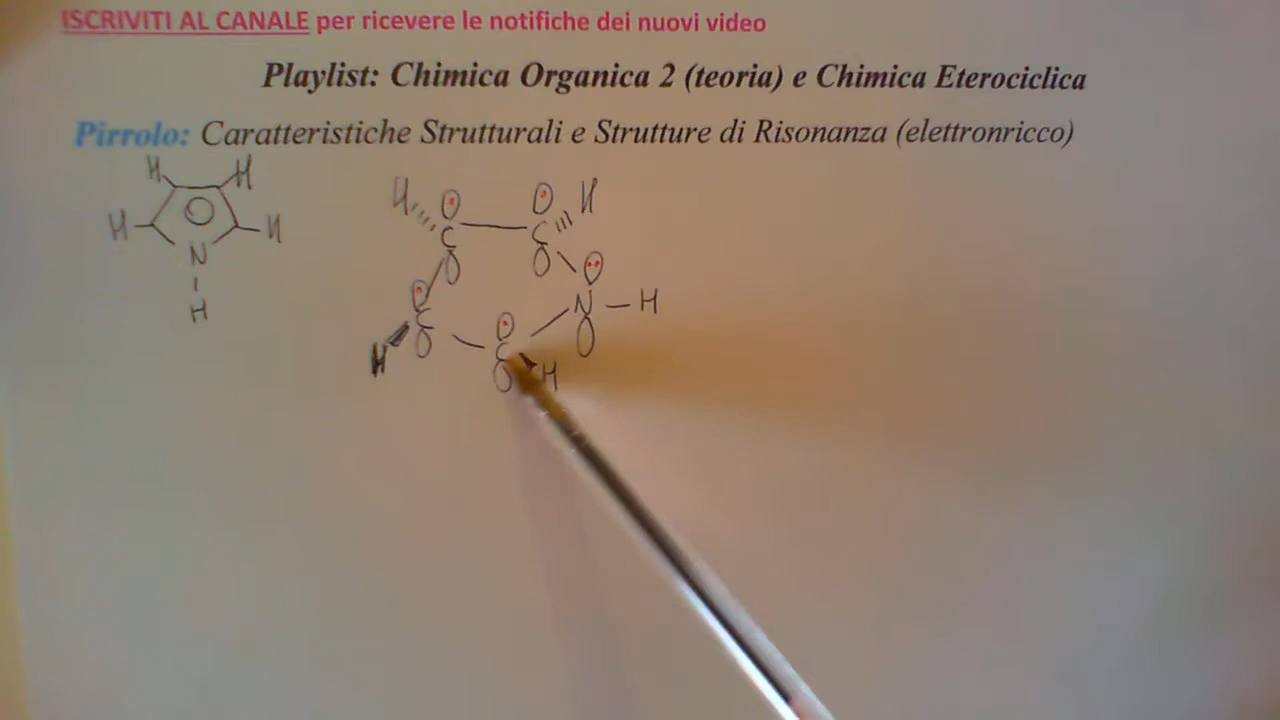 ISCRIVITI AL CANALE per ricevere le notifiche dei nuovi video
Playlist: Chimica Organica 2 (teoria) e Chimica Eterociclica
Pirrolo: Caratteristiche Strutturali e Strutture di Risonanza (elettronricco)
H H
H H
N
H
H H
C C
N H
C
H C
H